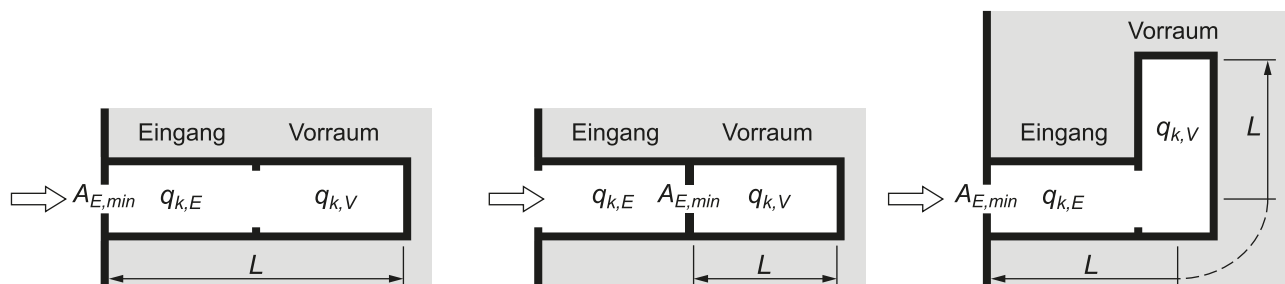 Eingang Vorraum
A_E,min q_k,E q_k,V
L
Eingang Vorraum
q_k,E A_E,min q_k,V
L
Vorraum
Eingang q_k,V L
A_E,min q_k,E
L